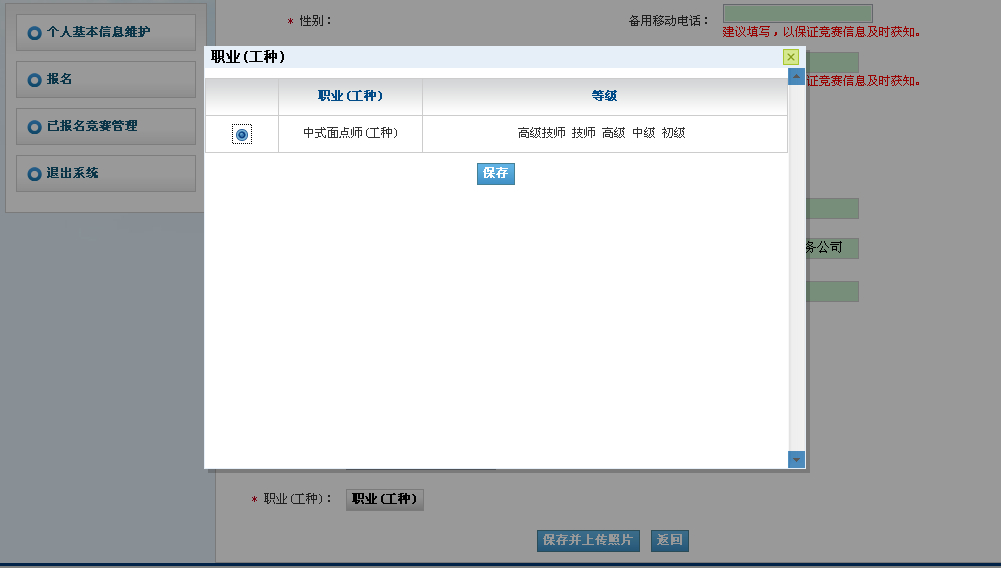 个人基本信息维护
报名
已报名竞赛管理
退出系统
* 性别：
备用移动电话：
建议填写，以保证竞赛信息及时获知。
证竞赛信息及时获知。
职业(工种)
职业(工种) 等级
中式面点师(工种) 高级技师 技师 高级 中级 初级
保存
务公司
* 职业(工种)： 职业(工种)
保存并上传照片 返回